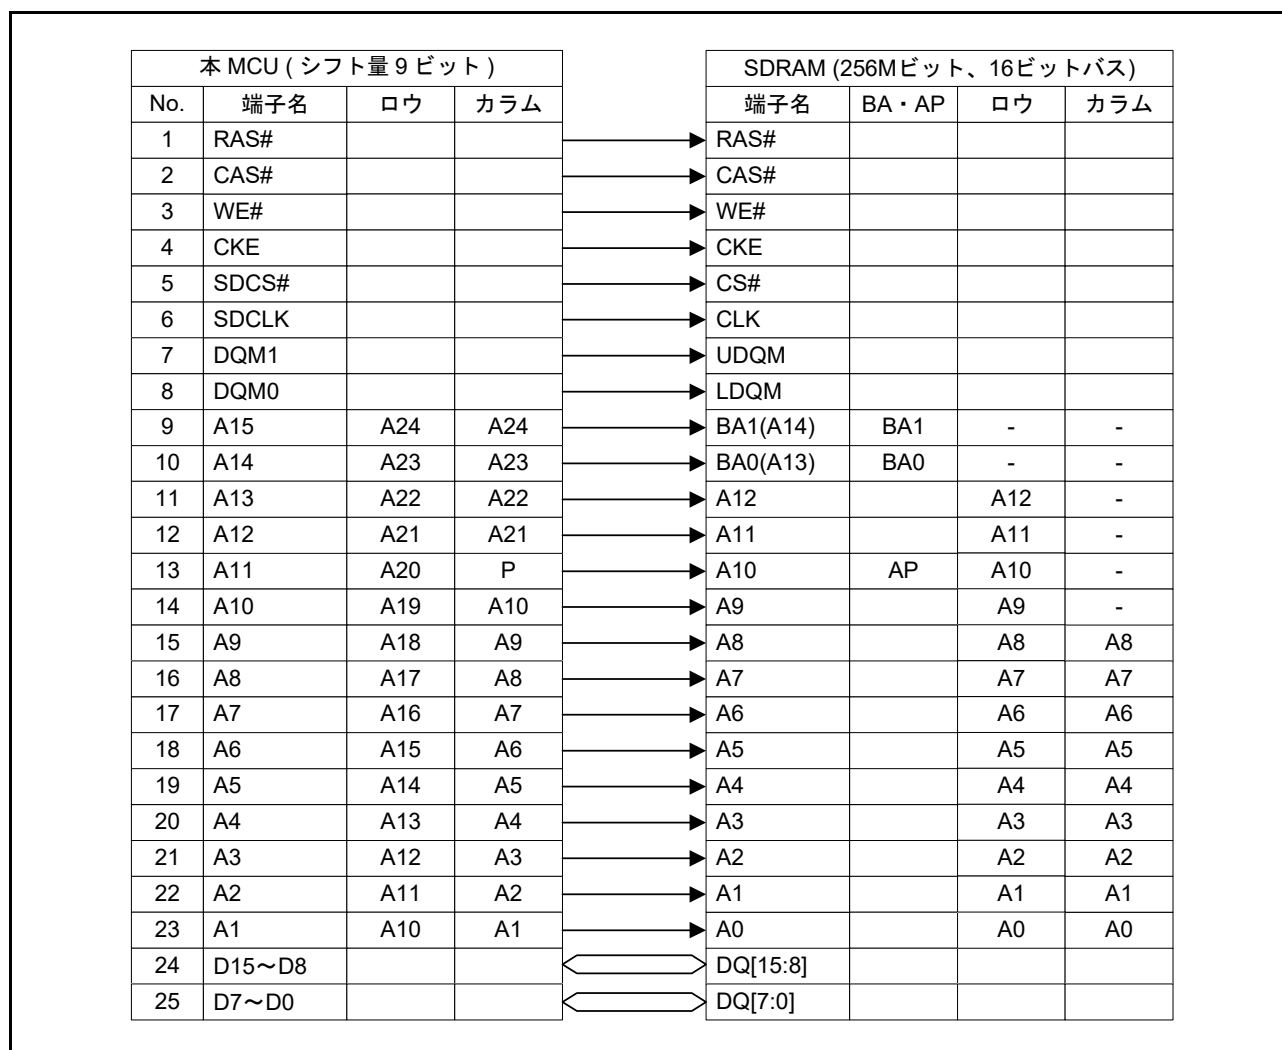 本 MCU ( シフト量 9 ビット ) SDRAM (256Mビット、16ビットバス)
No. 端子名 ロウ カラム 端子名 BA・AP ロウ カラム
1 RAS# RAS#
2 CAS# CAS#
3 WE# WE#
4 CKE CKE
5 SDCS# CS#
6 SDCLK CLK
7 DQM1 UDQM
8 DQM0 LDQM
9 A15 A24 A24 BA1(A14) BA1 - -
10 A14 A23 A23 BA0(A13) BA0 - -
11 A13 A22 A22 A12 A12 -
12 A12 A21 A21 A11 A11 -
13 A11 A20 P A10 AP A10 -
14 A10 A19 A10 A9 A9 -
15 A9 A18 A9 A8 A8 A8
16 A8 A17 A8 A7 A7 A7
17 A7 A16 A7 A6 A6 A6
18 A6 A15 A6 A5 A5 A5
19 A5 A14 A5 A4 A4 A4
20 A4 A13 A4 A3 A3 A3
21 A3 A12 A3 A2 A2 A2
22 A2 A11 A2 A1 A1 A1
23 A1 A10 A1 A0 A0 A0
24 D15～D8 DQ[15:8]
25 D7～D0 DQ[7:0]